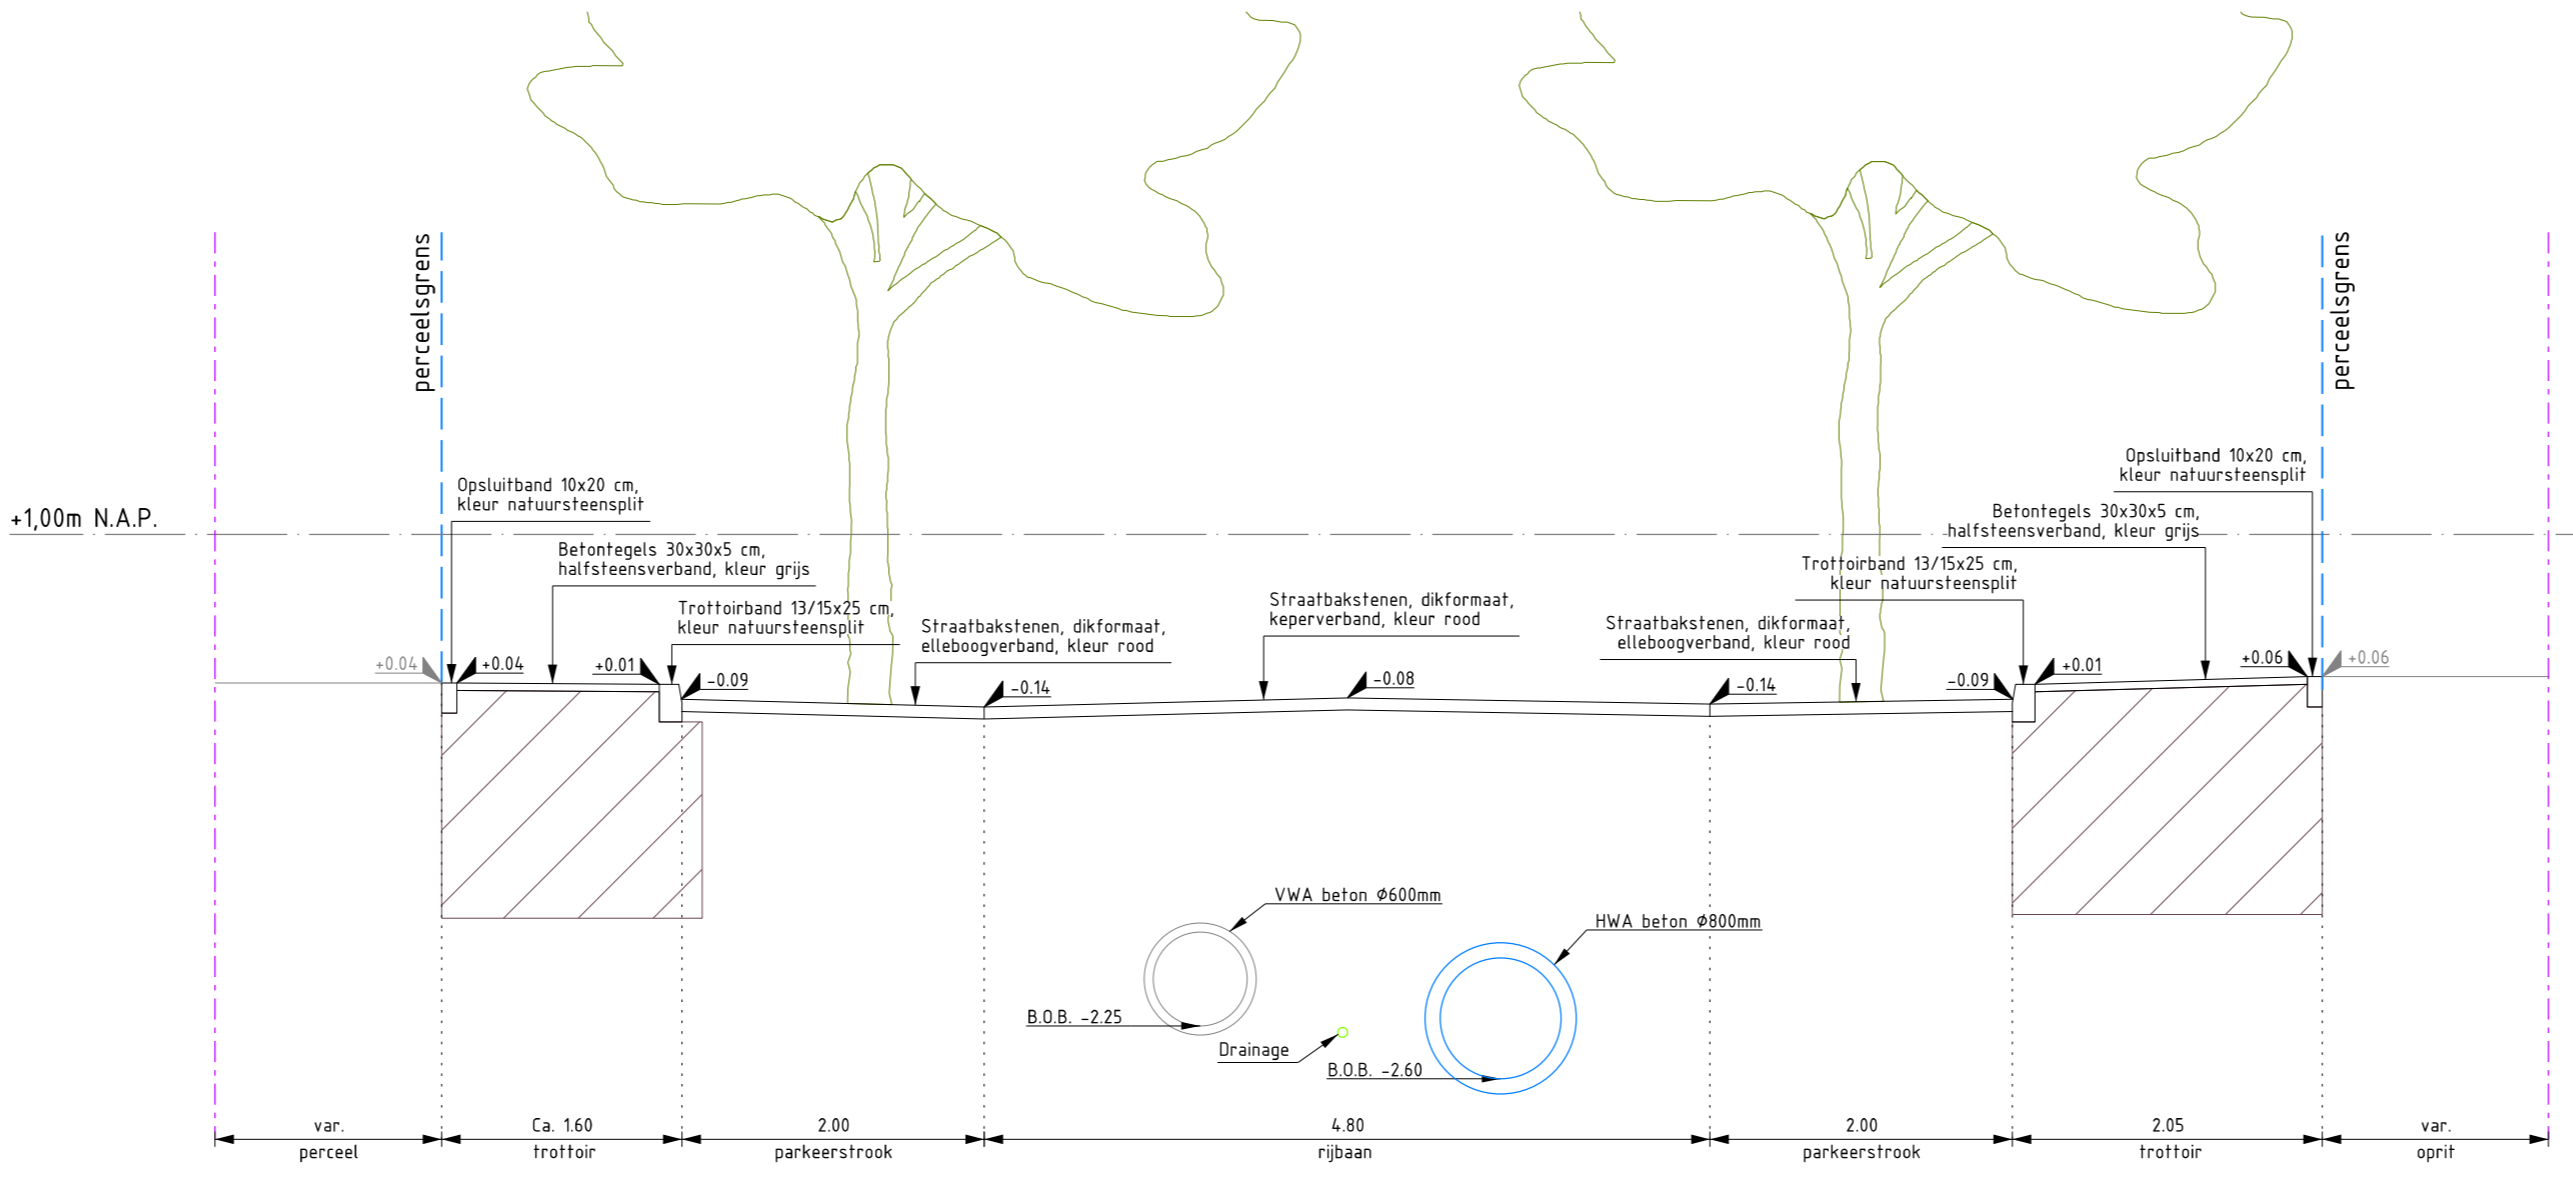 perceelsgrens
perceelsgrens
+1,00m N.A.P.
Opsluitband 10x20 cm,
kleur natuursteensplit
Betontegels 30x30x5 cm,
halfsteensverband, kleur grijs
Trottoirband 13/15x25 cm,
kleur natuursteensplit
Straatbakstenen, dikformaat,
elleboogverband, kleur rood
Straatbakstenen, dikformaat,
keperverband, kleur rood
Straatbakstenen, dikformaat,
elleboogverband, kleur rood
Trottoirband 13/15x25 cm,
kleur natuursteensplit
Betontegels 30x30x5 cm,
halfsteensverband, kleur grijs
Opsluitband 10x20 cm,
kleur natuursteensplit
+0.04
+0.04
+0.01
-0.09
-0.14
-0.08
-0.14
-0.09
+0.01
+0.06
+0.06
VWA beton Ø600mm
HWA beton Ø800mm
B.O.B. -2.25
Drainage
B.O.B. -2.60
var.
perceel
Ca. 1.60
trottoir
2.00
parkeerstrook
4.80
rijbaan
2.00
parkeerstrook
2.05
trottoir
var.
oprit